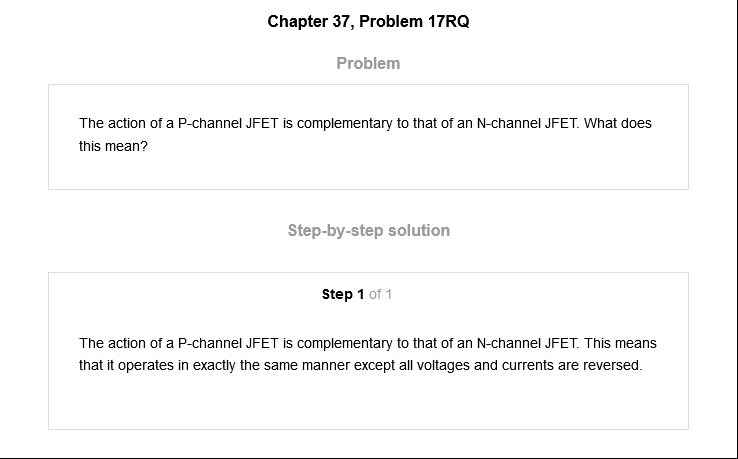 Chapter 37, Problem 17RQ
Problem
The action of a P-channel JFET is complementary to that of an N-channel JFET. What does
this mean?
Step-by-step solution
Step 1 of 1
The action of a P-channel JFET is complementary to that of an N-channel JFET. This means
that it operates in exactly the same manner except all voltages and currents are reversed.